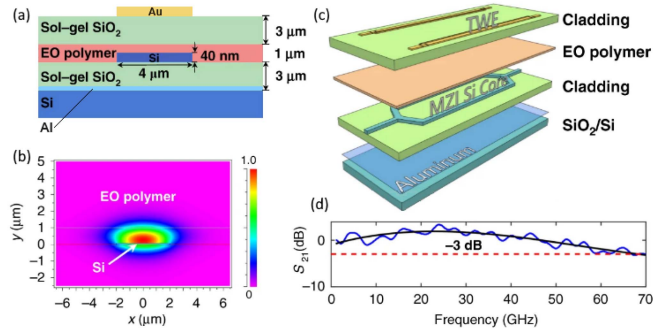 (a)
Au
Sol–gel SiO2
3 μm
EO polymer
Si
40 nm
1 μm
Sol–gel SiO2
4 μm
3 μm
Si
Al
(b)
5
4
3
2
1
0
−1
−2
y (μm)
EO polymer
Si
1.0
0
−6
−4
−2
0
2
4
6
x (μm)
(c)
TWE
Cladding
EO polymer
MZI Si Core
Cladding
SiO2/Si
Aluminum
(d)
S21(dB)
0
−10
−3 dB
0
10
20
30
40
50
60
70
Frequency (GHz)